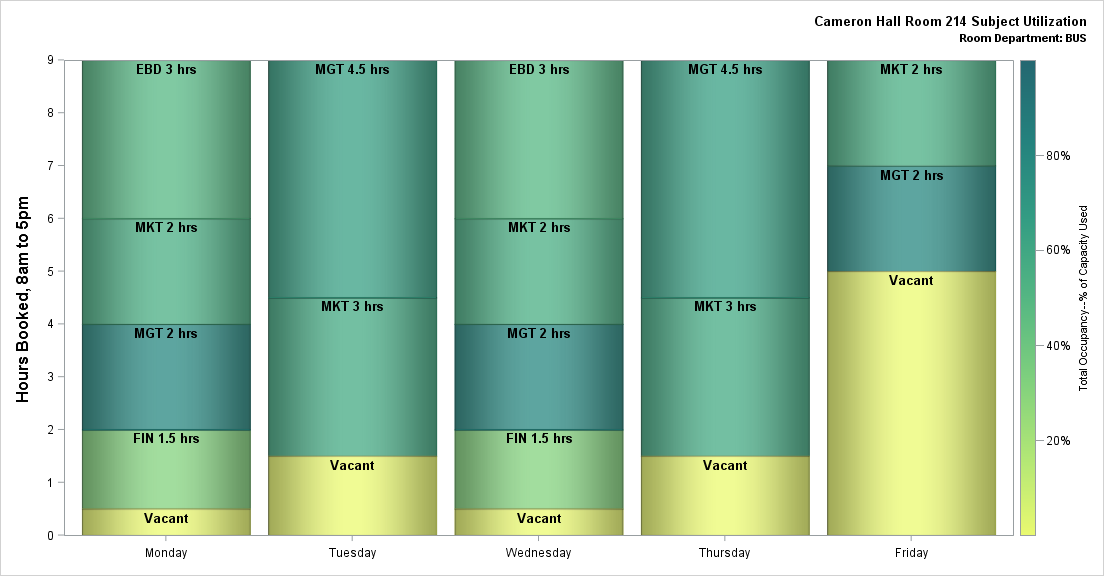 Cameron Hall Room 214 Subject Utilization
Room Department: BUS
Hours Booked, 8am to 5pm
9
8
7
6
5
4
3
2
1
0
EBD 3 hrs
MKT 2 hrs
MGT 2 hrs
FIN 1.5 hrs
Vacant
MGT 4.5 hrs
MKT 3 hrs
Vacant
EBD 3 hrs
MKT 2 hrs
MGT 2 hrs
FIN 1.5 hrs
Vacant
MGT 4.5 hrs
MKT 3 hrs
Vacant
MKT 2 hrs
MGT 2 hrs
Vacant
Monday
Tuesday
Wednesday
Thursday
Friday
80%
60%
40%
20%
Total Occupancy--% of Capacity Used